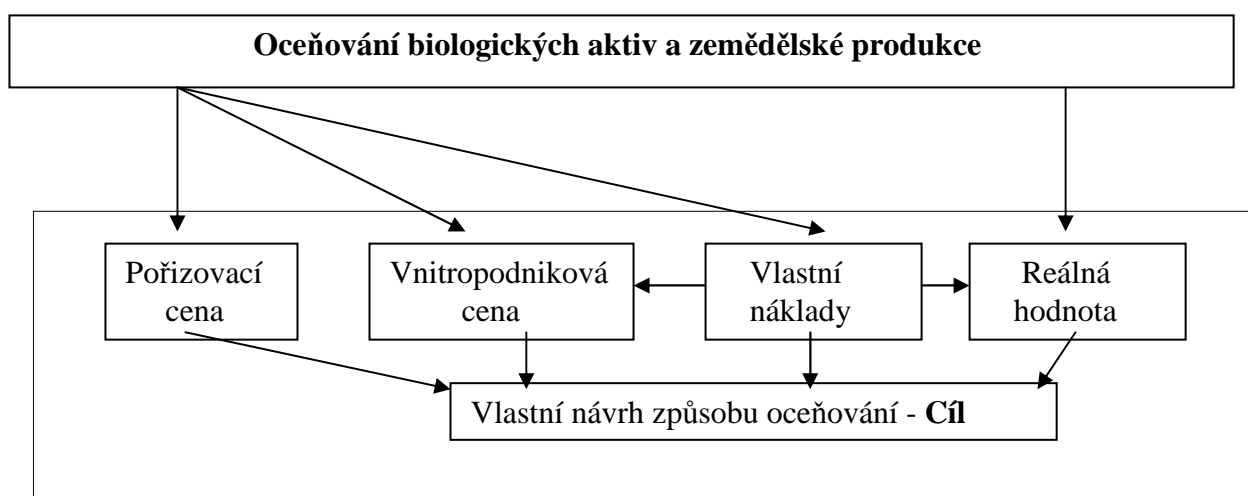 Oceňování biologických aktiv a zemědělské produkce
Pořizovací
cena
Vnitropodniková
cena
Vlastní
náklady
Reálná
hodnota
Vlastní návrh způsobu oceňování - Cíl